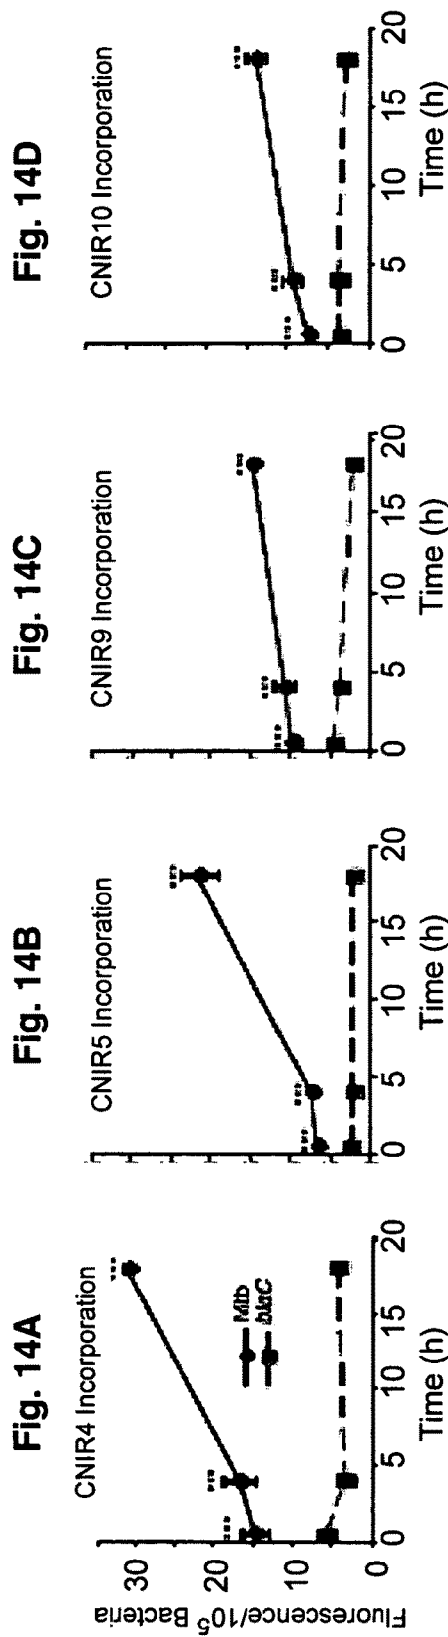 Fig. 14A
CNIR4 Incorporation
Fluorescence/10⁵ Bacteria
30
20
10
0
***
***
***
Mtb
blaC
0 5 10 15 20
Time (h)
Fig. 14B
CNIR5 Incorporation
***
***
***
0 5 10 15 20
Time (h)
Fig. 14C
CNIR9 Incorporation
***
***
***
0 5 10 15 20
Time (h)
Fig. 14D
CNIR10 Incorporation
***
***
***
0 5 10 15 20
Time (h)